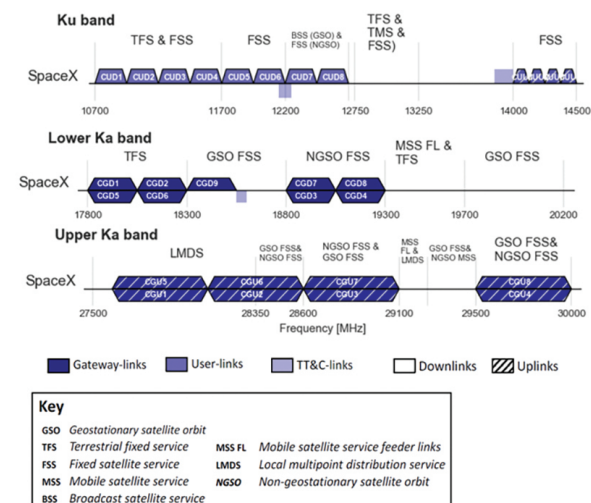 Ku band
TFS & FSS
FSS
BSS (GSO) &
FSS (NGSO)
TFS &
TMS &
FSS)
FSS
SpaceX
CUD1 CUD2 CUD3 CUD4 CUD5 CUD6 CUD7 CUD8
10700 11700 12200 12750 13250 14000 14500
Lower Ka band
TFS
GSO FSS
NGSO FSS
MSS FL &
TFS
GSO FSS
SpaceX
CGD1 CGD2 CGD9 CGD7 CGD8
CGD5 CGD6 CGD3 CGD4
17800 18300 18800 19300 19700 20200
Upper Ka band
LMDS
GSO FSS&
NGSO FSS
NGSO FSS &
GSO FSS
MSS
FL &
LMDS
GSO FSS&
NGSO MSS
GSO FSS&
NGSO FSS
SpaceX
CGU5 CGU6 CGU7 CGU8
CGU1 CGU2 CGU3 CGU4
27500 28350 28600 29100 29500 30000
Frequency [MHz]
Gateway-links User-links TT&C-links Downlinks Uplinks
Key
GSO Geostationary satellite orbit
TFS Terrestrial fixed service MSS FL Mobile satellite service feeder links
FSS Fixed satellite service LMDS Local multipoint distribution service
MSS Mobile satellite service NGSO Non-geostationary satellite orbit
BSS Broadcast satellite service